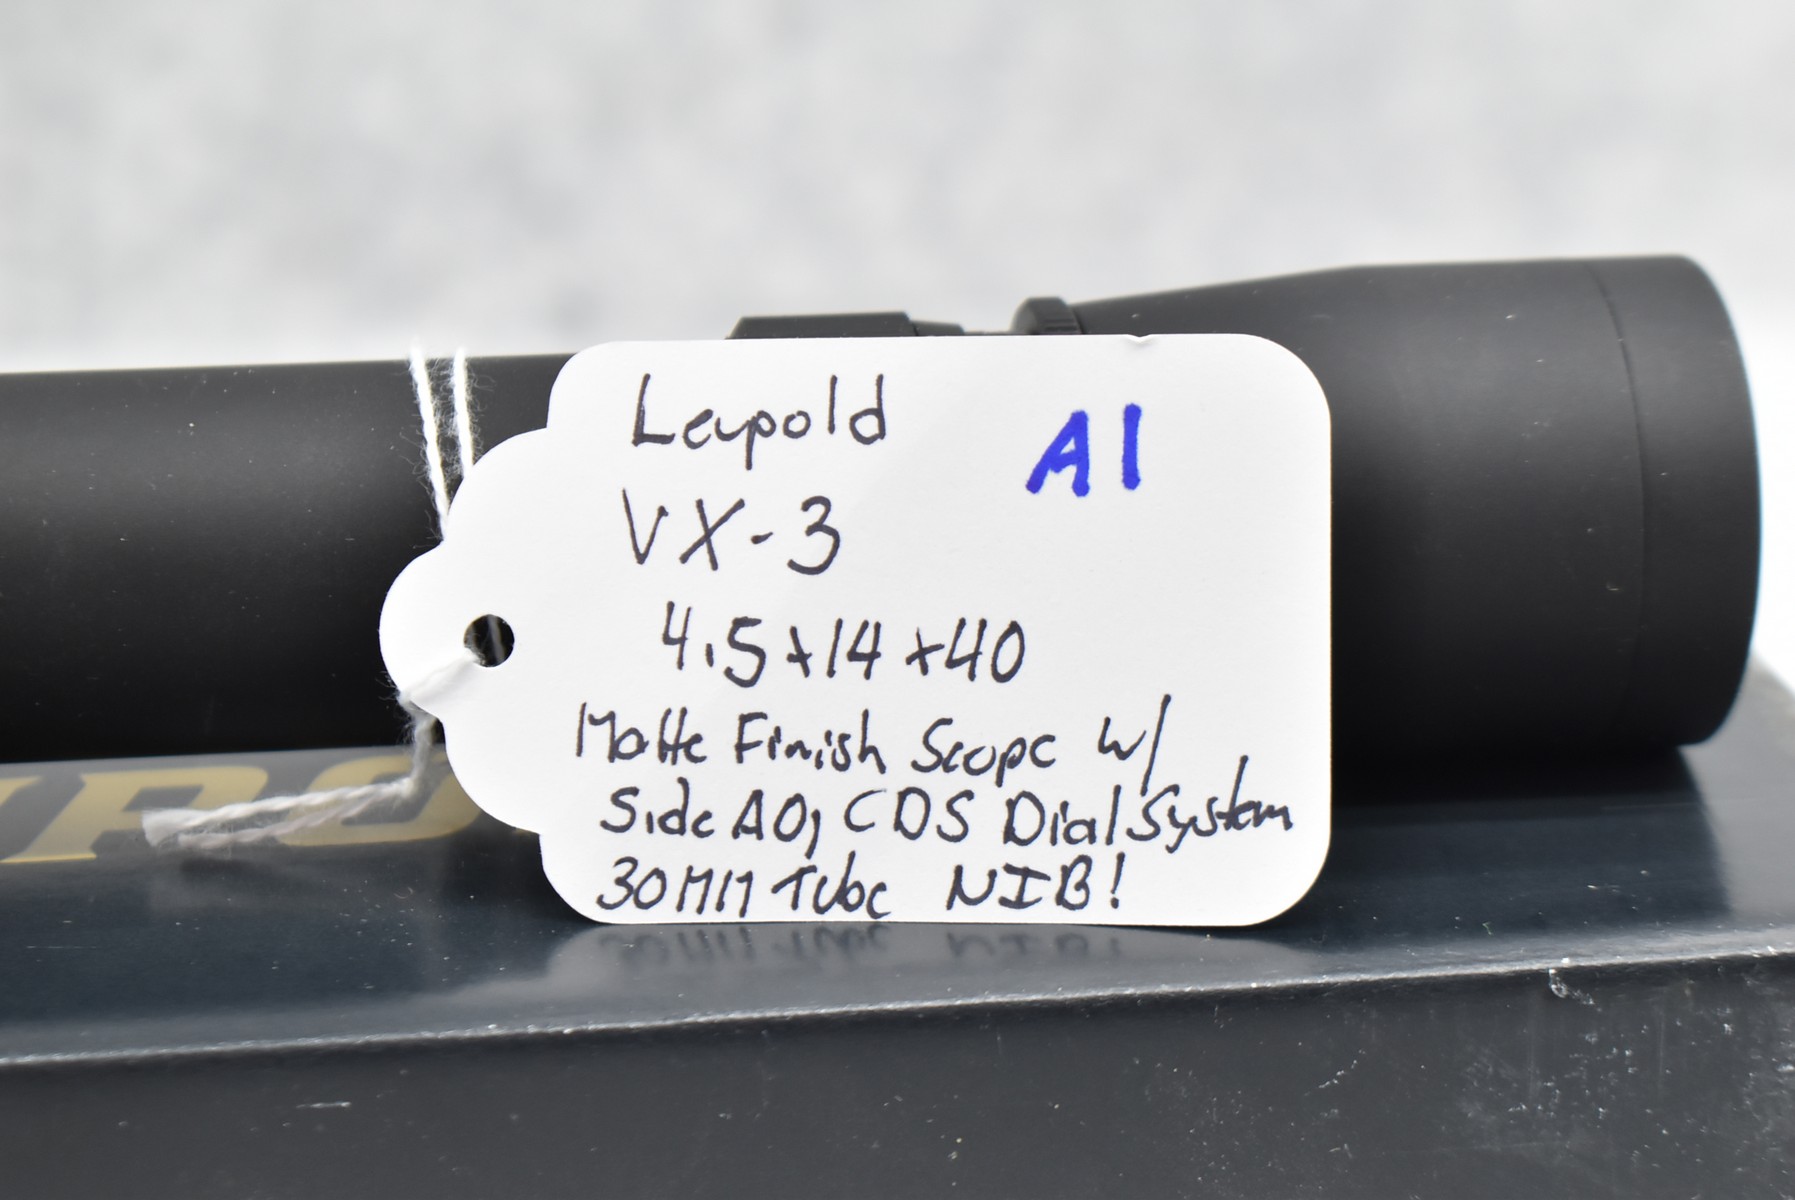 Leupold
A1
VX-3
4.5x14x40
Matte Finish Scope w/
Side AO, CDS Dial System
30MM Tube NIB!